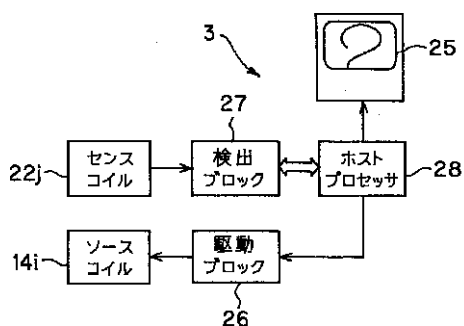 3
25
27
センス
コイル
検出
ブロック
ホスト
プロセッサ
22j
28
ソース
コイル
駆動
ブロック
14i
26